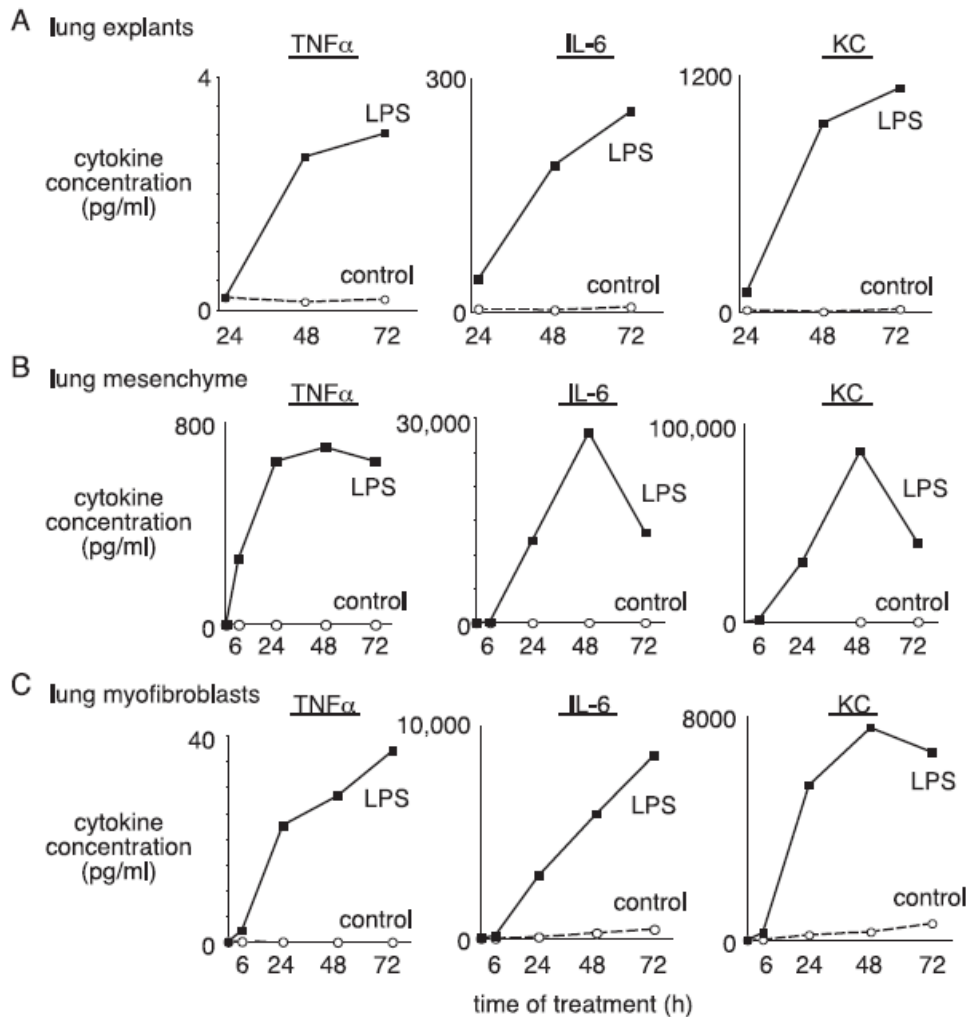 A lung explants
TNFα IL-6 KC
4 300 1200
LPS LPS LPS
cytokine
concentration
(pg/ml)
control control control
0 0 0
24 48 72 24 48 72 24 48 72
B lung mesenchyme
TNFα IL-6 KC
800 30,000 100,000
LPS LPS LPS
cytokine
concentration
(pg/ml)
control control control
0 0 0
6 24 48 72 6 24 48 72 6 24 48 72
C lung myofibroblasts
TNFα IL-6 KC
40 10,000 8000
LPS LPS LPS
cytokine
concentration
(pg/ml)
control control control
0 0 0
6 24 48 72 6 24 48 72 6 24 48 72
time of treatment (h)